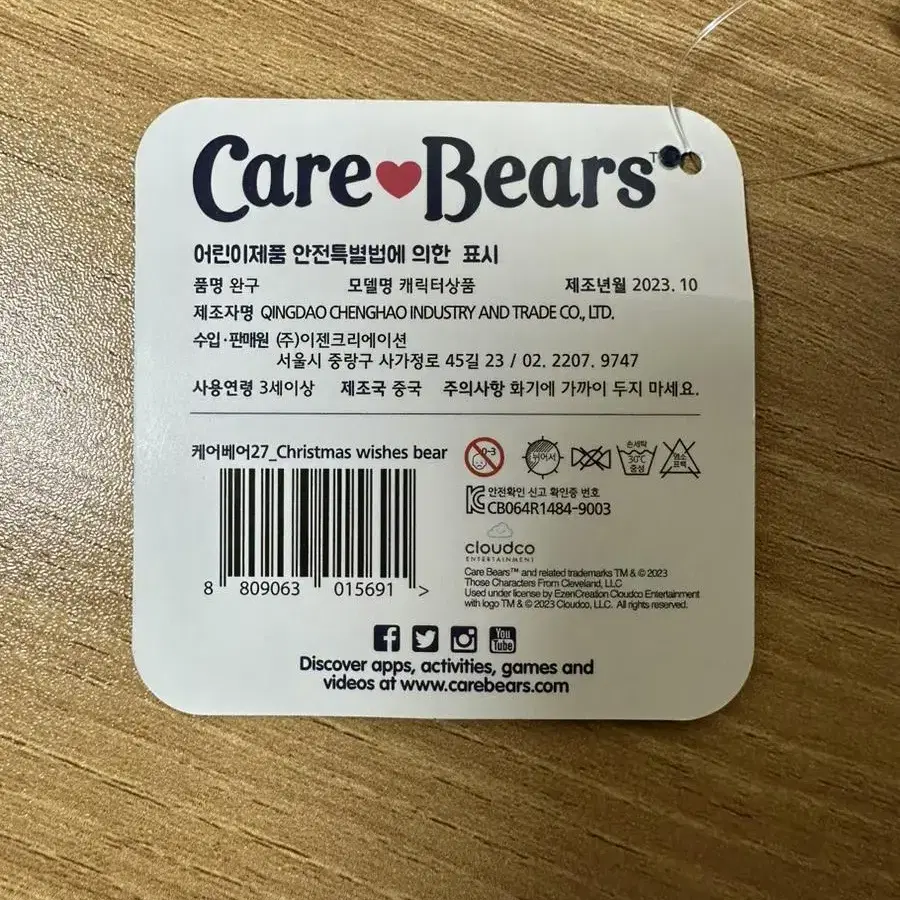 Care Bears™
어린이제품 안전특별법에 의한 표시
품명 완구 모델명 캐릭터상품 제조년월 2023. 10
제조자명 QINGDAO CHENGHAO INDUSTRY AND TRADE CO., LTD.
수입·판매원 (주)이젠크리에이션
서울시 중랑구 사가정로 45길 23 / 02. 2207. 9747
사용연령 3세이상 제조국 중국 주의사항 화기에 가까이 두지 마세요.
케어베어27_Christmas wishes bear
0-3
뉘어서
손세탁
30℃
중성
염소
표백
안전확인 신고 확인증 번호
CB064R1484-9003
8 809063 015691 >
cloudco
ENTERTAINMENT
Care Bears™ and related trademarks TM & © 2023
Those Characters From Cleveland, LLC
Used under license by EzenCreation Cloudco Entertainment
with logo TM & © 2023 Cloudco, LLC. All rights reserved.
You
Tube
Discover apps, activities, games and
videos at www.carebears.com